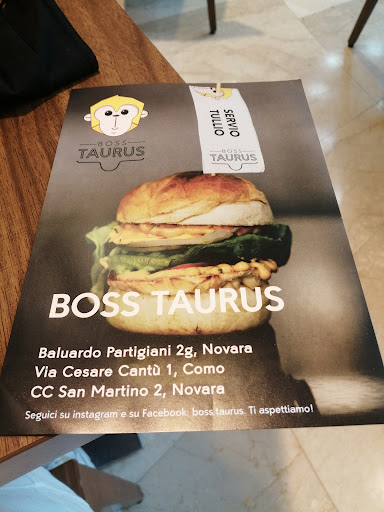 BOSS
TAURUS
SERVIO
TULLIO
BOSS
TAURUS
BOSS TAURUS
Baluardo Partigiani 2g, Novara
Via Cesare Cantù 1, Como
CC San Martino 2, Novara
Seguici su instagram e su Facebook: boss.taurus. Ti aspettiamo!